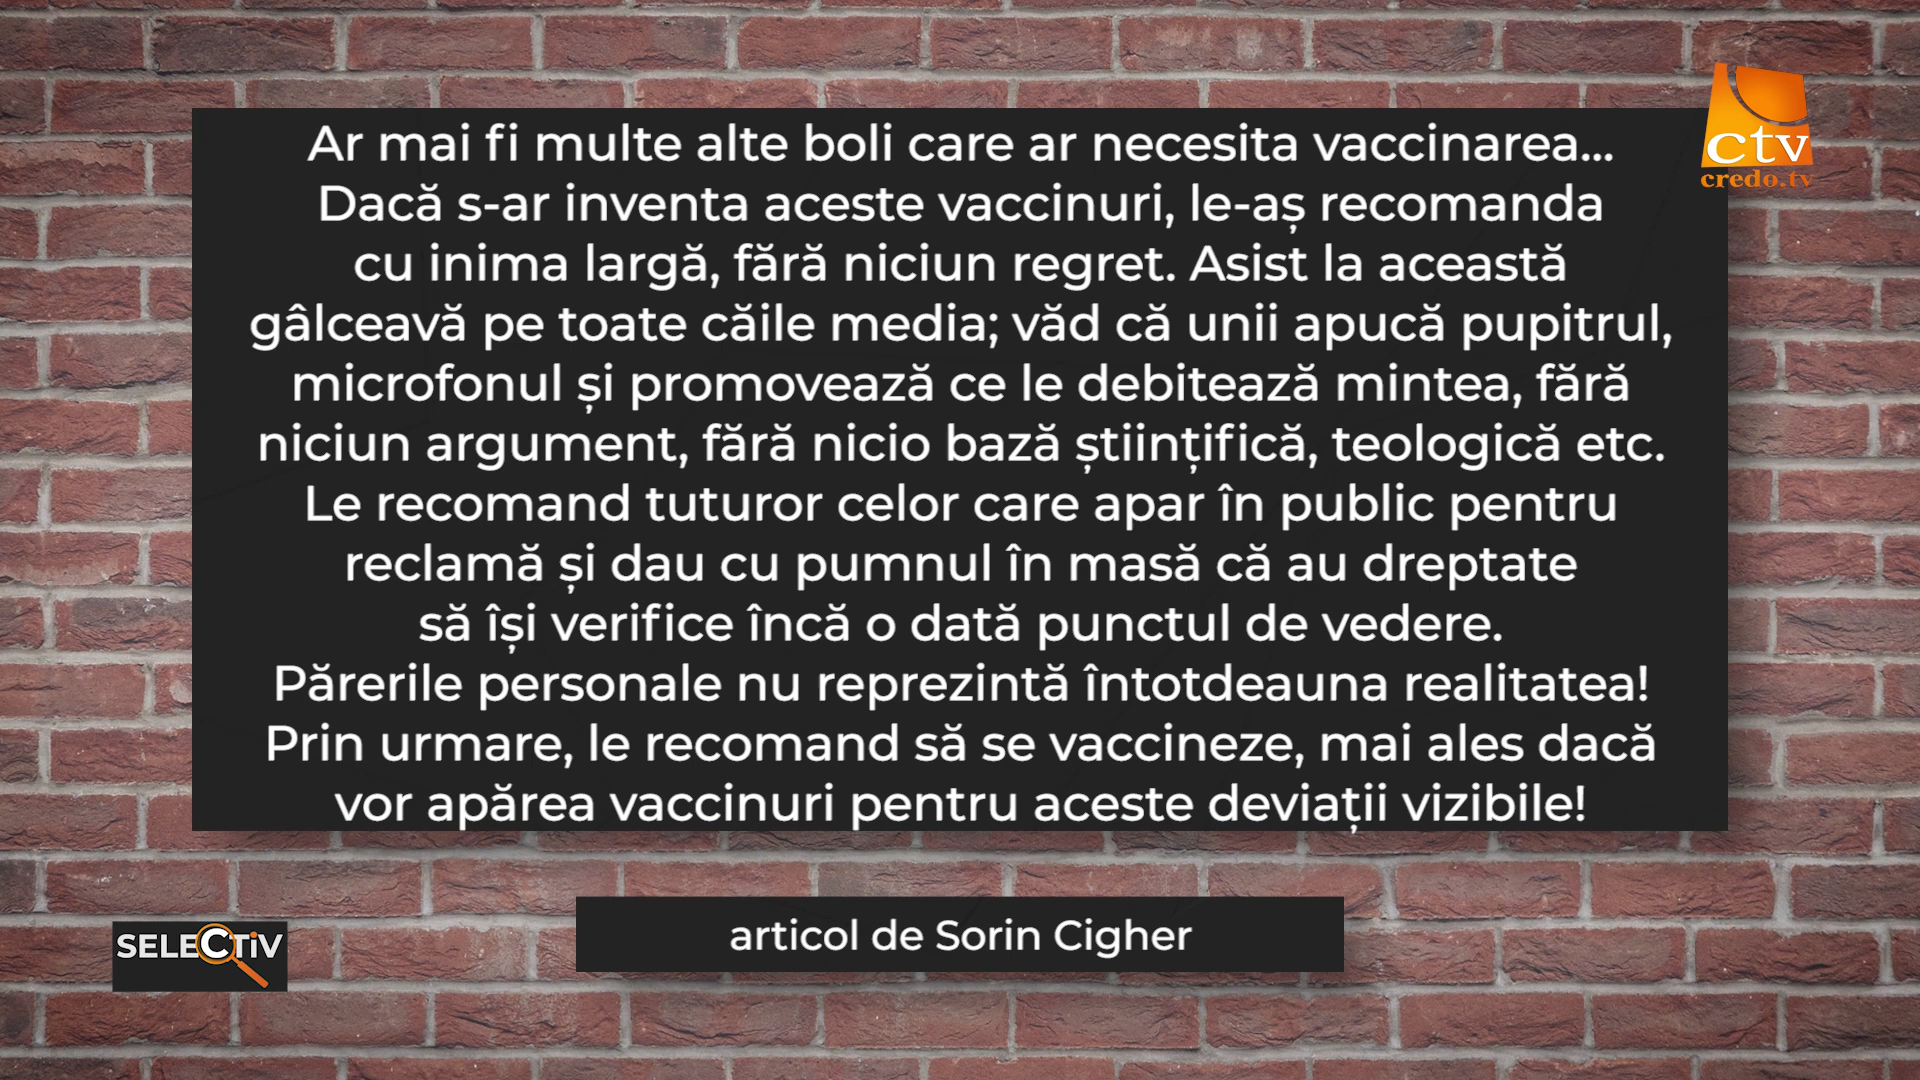 Ar mai fi multe alte boli care ar necesita vaccinarea...
Dacă s-ar inventa aceste vaccinuri, le-aș recomanda
cu inima largă, fără niciun regret. Asist la această
gâlceavă pe toate căile media; văd că unii apucă pupitrul,
microfonul și promovează ce le debitează mintea, fără
niciun argument, fără nicio bază științifică, teologică etc.
Le recomand tuturor celor care apar în public pentru
reclamă și dau cu pumnul în masă că au dreptate
să își verifice încă o dată punctul de vedere.
Părerile personale nu reprezintă întotdeauna realitatea!
Prin urmare, le recomand să se vaccineze, mai ales dacă
vor apărea vaccinuri pentru aceste deviații vizibile!
articol de Sorin Cigher
SELECTiV
ctv
credo.tv